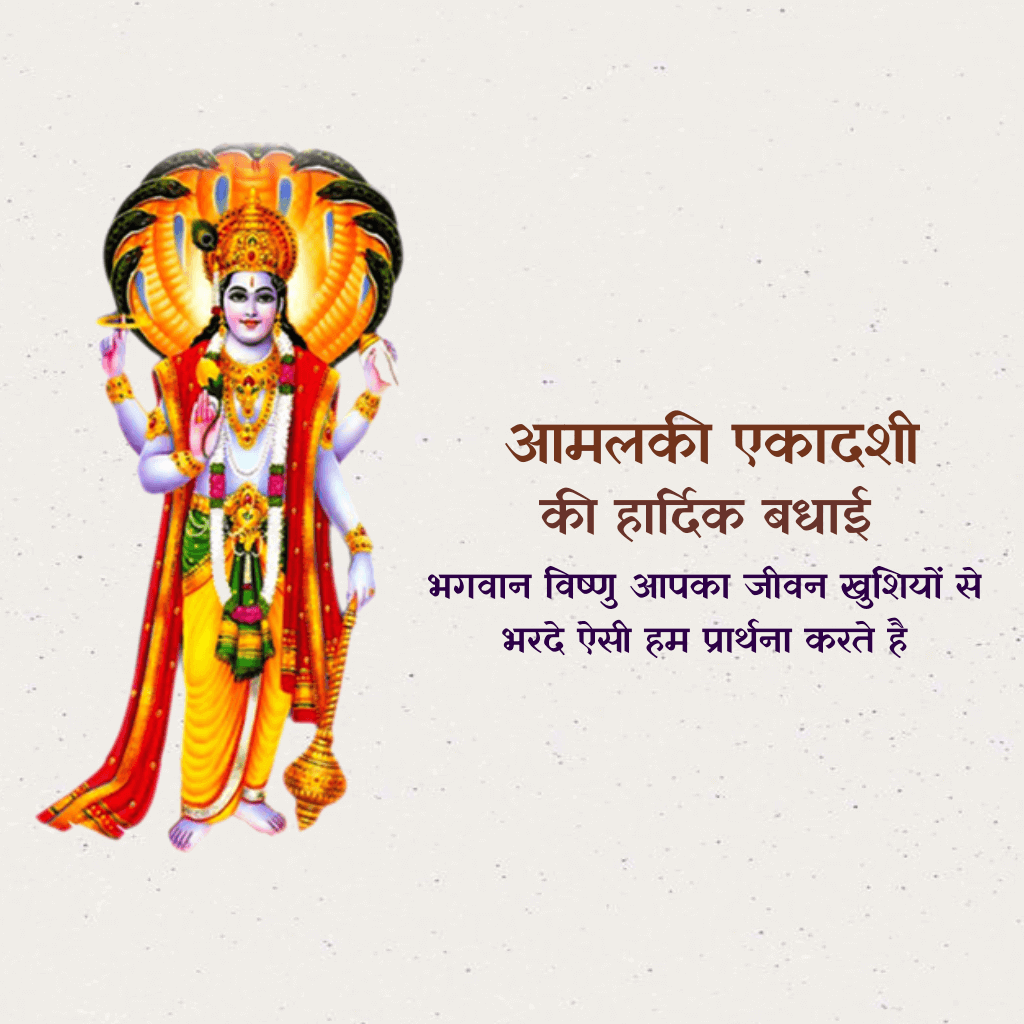 आमलकी एकादशी
की हार्दिक बधाई
भगवान विष्णु आपका जीवन खुशियों से
भरदे ऐसी हम प्रार्थना करते है